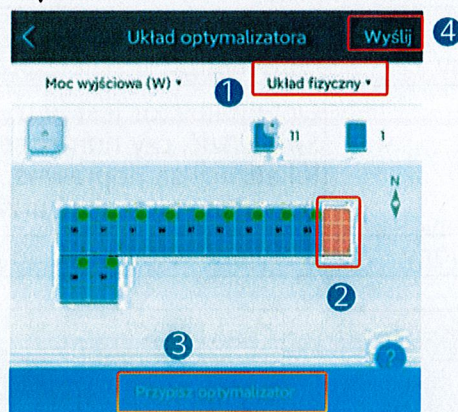 Układ optymalizatora Wyślij 4
Moc wyjściowa (W) 1 Układ fizyczny
11 1
N
2
3
?
Przypisz optymalizator